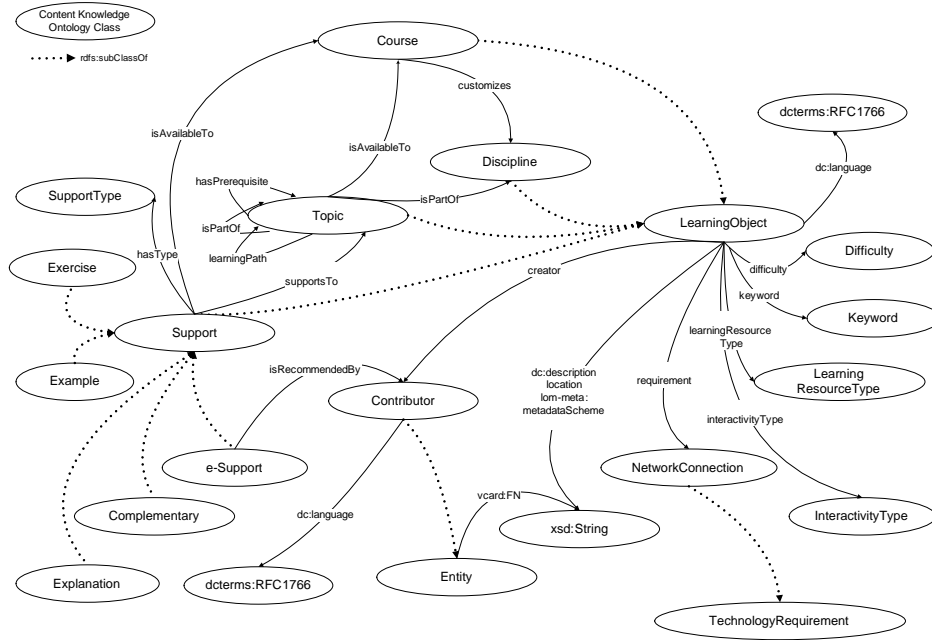 Content Knowledge
Ontology Class
rdfs:subClassOf
Course
customizes
isAvailableTo
dcterms:RFC1766
isAvailableTo
Discipline
dc:language
hasPrerequisite
SupportType
isPartOf
Topic
LearningObject
isPartOf
learningPath
hasType
Difficulty
Exercise
creator
difficulty
supportsTo
keyword
Keyword
Support
learningResource
Type
isRecommendedBy
dc:description
location
lom-meta:
metadataScheme
requirement
Learning
ResourceType
Example
Contributor
interactivityType
e-Support
NetworkConnection
vcard:FN
Complementary
dc:language
xsd:String
InteractivityType
Explanation
dcterms:RFC1766
Entity
TechnologyRequirement